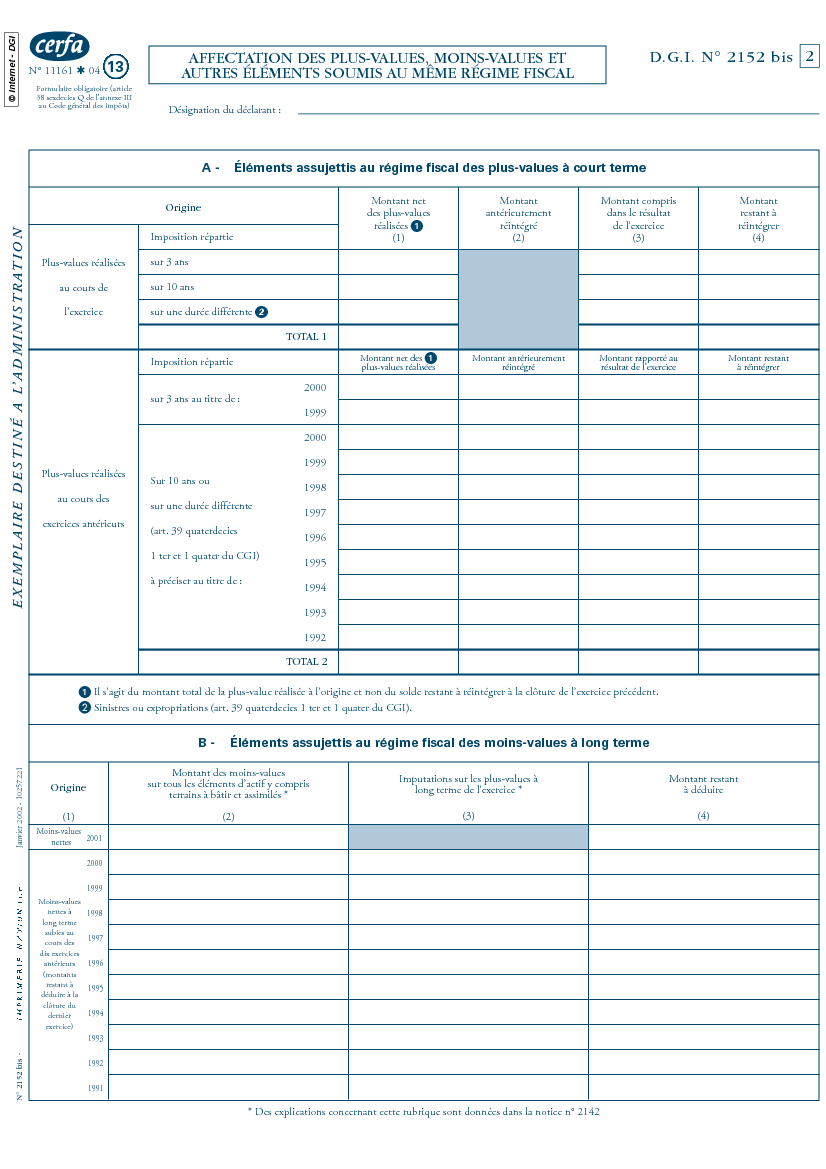 © Internet - DGI
cerfa
N° 11161 ✱ 04
13
Formulaire obligatoire (article
38 sexdecies Q de l'annexe III
au Code général des Impôts)
AFFECTATION DES PLUS-VALUES, MOINS-VALUES ET
AUTRES ÉLÉMENTS SOUMIS AU MÊME RÉGIME FISCAL
D.G.I. N° 2152 bis 2
Désignation du déclarant :
EXEMPLAIRE DESTINÉ A L'ADMINISTRATION
A - Éléments assujettis au régime fiscal des plus-values à court terme
Origine
Montant net
des plus-values
réalisées 1
(1)
Montant
antérieurement
réintégré
(2)
Montant compris
dans le résultat
de l'exercice
(3)
Montant
restant à
réintégrer
(4)
Plus-values réalisées
au cours de
l'exercice
Imposition répartie
sur 3 ans
sur 10 ans
sur une durée différente 2
TOTAL 1
Plus-values réalisées
au cours des
exercices antérieurs
Imposition répartie
Montant net des 1
plus-values réalisées
Montant antérieurement
réintégré
Montant rapporté au
résultat de l'exercice
Montant restant
à réintégrer
sur 3 ans au titre de :
2000
1999
Sur 10 ans ou
sur une durée différente
(art. 39 quaterdecies
1 ter et 1 quater du CGI)
à préciser au titre de :
2000
1999
1998
1997
1996
1995
1994
1993
1992
TOTAL 2
1 Il s'agit du montant total de la plus-value réalisée à l'origine et non du solde restant à réintégrer à la clôture de l'exercice précédent.
2 Sinistres ou expropriations (art. 39 quaterdecies 1 ter et 1 quater du CGI).
B - Éléments assujettis au régime fiscal des moins-values à long terme
Origine
(1)
Montant des moins-values
sur tous les éléments d'actif y compris
terrains à bâtir et assimilés *
(2)
Imputations sur les plus-values à
long terme de l'exercice *
(3)
Montant restant
à déduire
(4)
Moins-values
nettes
2001
Moins-values
nettes à
long terme
subies au
cours des
dix exercices
antérieurs
(montants
restant à
déduire à la
clôture du
dernier
exercice)
2000
1999
1998
1997
1996
1995
1994
1993
1992
1991
* Des explications concernant cette rubrique sont données dans la notice n° 2142
N° 2152 bis -
Janvier 2002 - 10257221